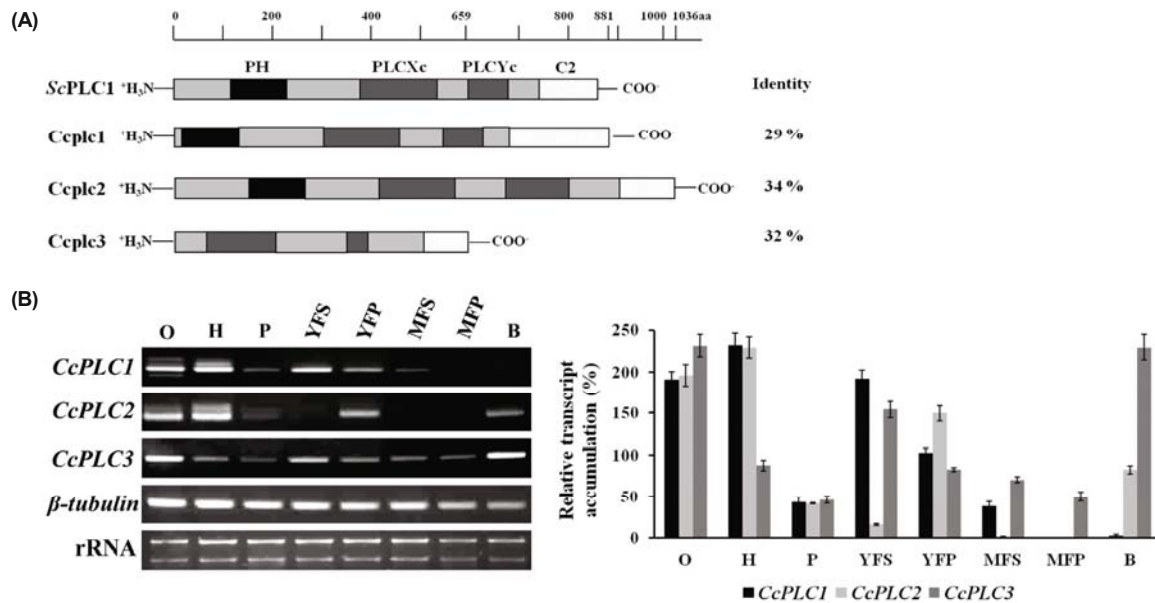 (A)
0 200 400 659 800 881 1000 1036aa
PH PLCXc PLCYc C2
Identity
ScPLC1 ⁺H₃N COO⁻
Ccplc1 ⁺H₃N COO⁻ 29 %
Ccplc2 ⁺H₃N COO⁻ 34 %
Ccplc3 ⁺H₃N COO⁻ 32 %
(B)
O H P YFS YFP MFS MFP B
CcPLC1
CcPLC2
CcPLC3
β-tubulin
rRNA
Relative transcript
accumulation (%)
250
200
150
100
50
0
O H P YFS YFP MFS MFP B
CcPLC1 CcPLC2 CcPLC3